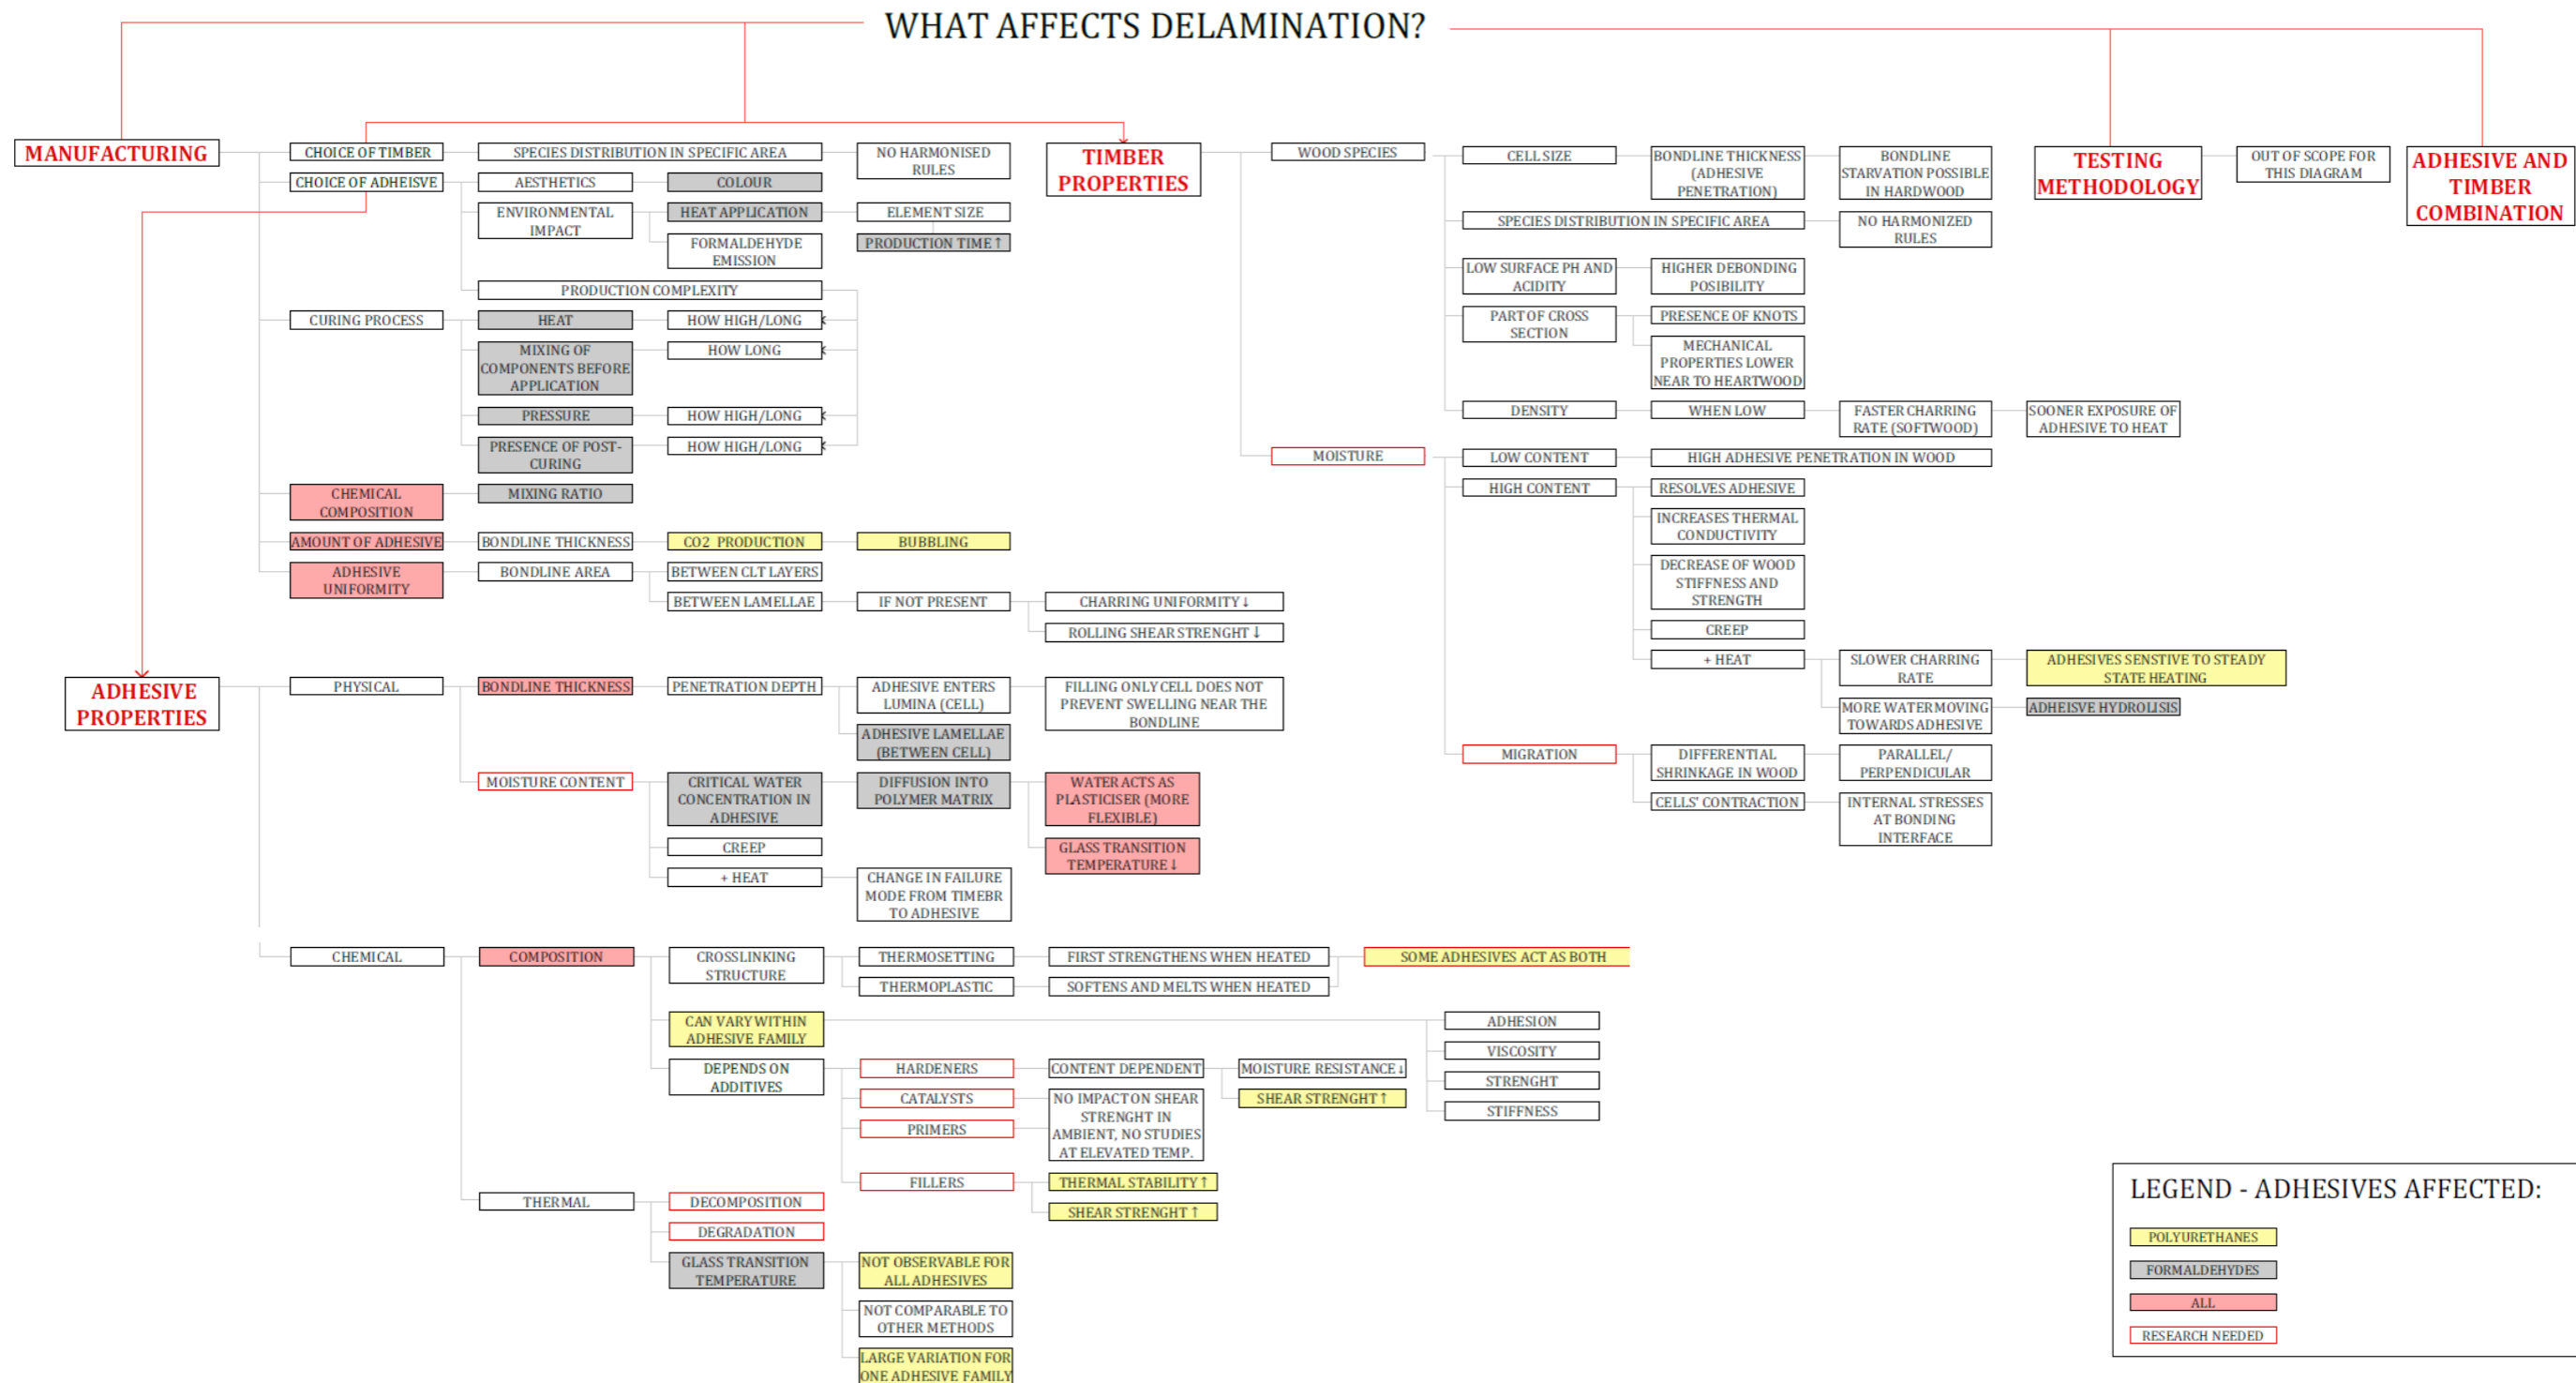 WHAT AFFECTS DELAMINATION?
MANUFACTURING
CHOICE OF TIMBER
SPECIES DISTRIBUTION IN SPECIFIC AREA
NO HARMONISED
RULES
CHOICE OF ADHEISVE
AESTHETICS
COLOUR
ENVIRONMENTAL
IMPACT
HEAT APPLICATION
ELEMENT SIZE
PRODUCTION TIME ↑
FORMALDEHYDE
EMISSION
PRODUCTION COMPLEXITY
CURING PROCESS
HEAT
HOW HIGH/LONG
MIXING OF
COMPONENTS BEFORE
APPLICATION
HOW LONG
PRESSURE
HOW HIGH/LONG
PRESENCE OF POST-
CURING
HOW HIGH/LONG
CHEMICAL
COMPOSITION
MIXING RATIO
AMOUNT OF ADHESIVE
BONDLINE THICKNESS
CO2 PRODUCTION
BUBBLING
ADHESIVE
UNIFORMITY
BONDLINE AREA
BETWEEN CLT LAYERS
BETWEEN LAMELLAE
IF NOT PRESENT
CHARRING UNIFORMITY ↓
ROLLING SHEAR STRENGHT ↓
TIMBER
PROPERTIES
WOOD SPECIES
CELL SIZE
BONDLINE THICKNESS
(ADHESIVE
PENETRATION)
BONDLINE
STARVATION POSSIBLE
IN HARDWOOD
SPECIES DISTRIBUTION IN SPECIFIC AREA
NO HARMONIZED
RULES
LOW SURFACE PH AND
ACIDITY
HIGHER DEBONDING
POSIBILITY
PART OF CROSS
SECTION
PRESENCE OF KNOTS
MECHANICAL
PROPERTIES LOWER
NEAR TO HEARTWOOD
DENSITY
WHEN LOW
FASTER CHARRING
RATE (SOFTWOOD)
SOONER EXPOSURE OF
ADHESIVE TO HEAT
MOISTURE
LOW CONTENT
HIGH ADHESIVE PENETRATION IN WOOD
HIGH CONTENT
RESOLVES ADHESIVE
INCREASES THERMAL
CONDUCTIVITY
DECREASE OF WOOD
STIFFNESS AND
STRENGTH
CREEP
+ HEAT
SLOWER CHARRING
RATE
ADHESIVES SENSTIVE TO STEADY
STATE HEATING
MORE WATER MOVING
TOWARDS ADHESIVE
ADHEISVE HYDROLISIS
MIGRATION
DIFFERENTIAL
SHRINKAGE IN WOOD
PARALLEL/
PERPENDICULAR
CELLS' CONTRACTION
INTERNAL STRESSES
AT BONDING
INTERFACE
TESTING
METHODOLOGY
OUT OF SCOPE FOR
THIS DIAGRAM
ADHESIVE AND
TIMBER
COMBINATION
ADHESIVE
PROPERTIES
PHYSICAL
BONDLINE THICKNESS
PENETRATION DEPTH
ADHESIVE ENTERS
LUMINA (CELL)
FILLING ONLY CELL DOES NOT
PREVENT SWELLING NEAR THE
BONDLINE
ADHESIVE LAMELLAE
(BETWEEN CELL)
MOISTURE CONTENT
CRITICAL WATER
CONCENTRATION IN
ADHESIVE
DIFFUSION INTO
POLYMER MATRIX
WATER ACTS AS
PLASTICISER (MORE
FLEXIBLE)
GLASS TRANSITION
TEMPERATURE ↓
CREEP
+ HEAT
CHANGE IN FAILURE
MODE FROM TIMEBR
TO ADHESIVE
CHEMICAL
COMPOSITION
CROSSLINKING
STRUCTURE
THERMOSETTING
FIRST STRENGTHENS WHEN HEATED
SOME ADHESIVES ACT AS BOTH
THERMOPLASTIC
SOFTENS AND MELTS WHEN HEATED
CAN VARY WITHIN
ADHESIVE FAMILY
ADHESION
VISCOSITY
STRENGHT
STIFFNESS
DEPENDS ON
ADDITIVES
HARDENERS
CONTENT DEPENDENT
MOISTURE RESISTANCE ↓
SHEAR STRENGHT ↑
CATALYSTS
PRIMERS
NO IMPACT ON SHEAR
STRENGHT IN
AMBIENT, NO STUDIES
AT ELEVATED TEMP.
FILLERS
THERMAL STABILITY ↑
SHEAR STRENGHT ↑
THERMAL
DECOMPOSITION
DEGRADATION
GLASS TRANSITION
TEMPERATURE
NOT OBSERVABLE FOR
ALL ADHESIVES
NOT COMPARABLE TO
OTHER METHODS
LARGE VARIATION FOR
ONE ADHESIVE FAMILY
LEGEND - ADHESIVES AFFECTED:
POLYURETHANES
FORMALDEHYDES
ALL
RESEARCH NEEDED